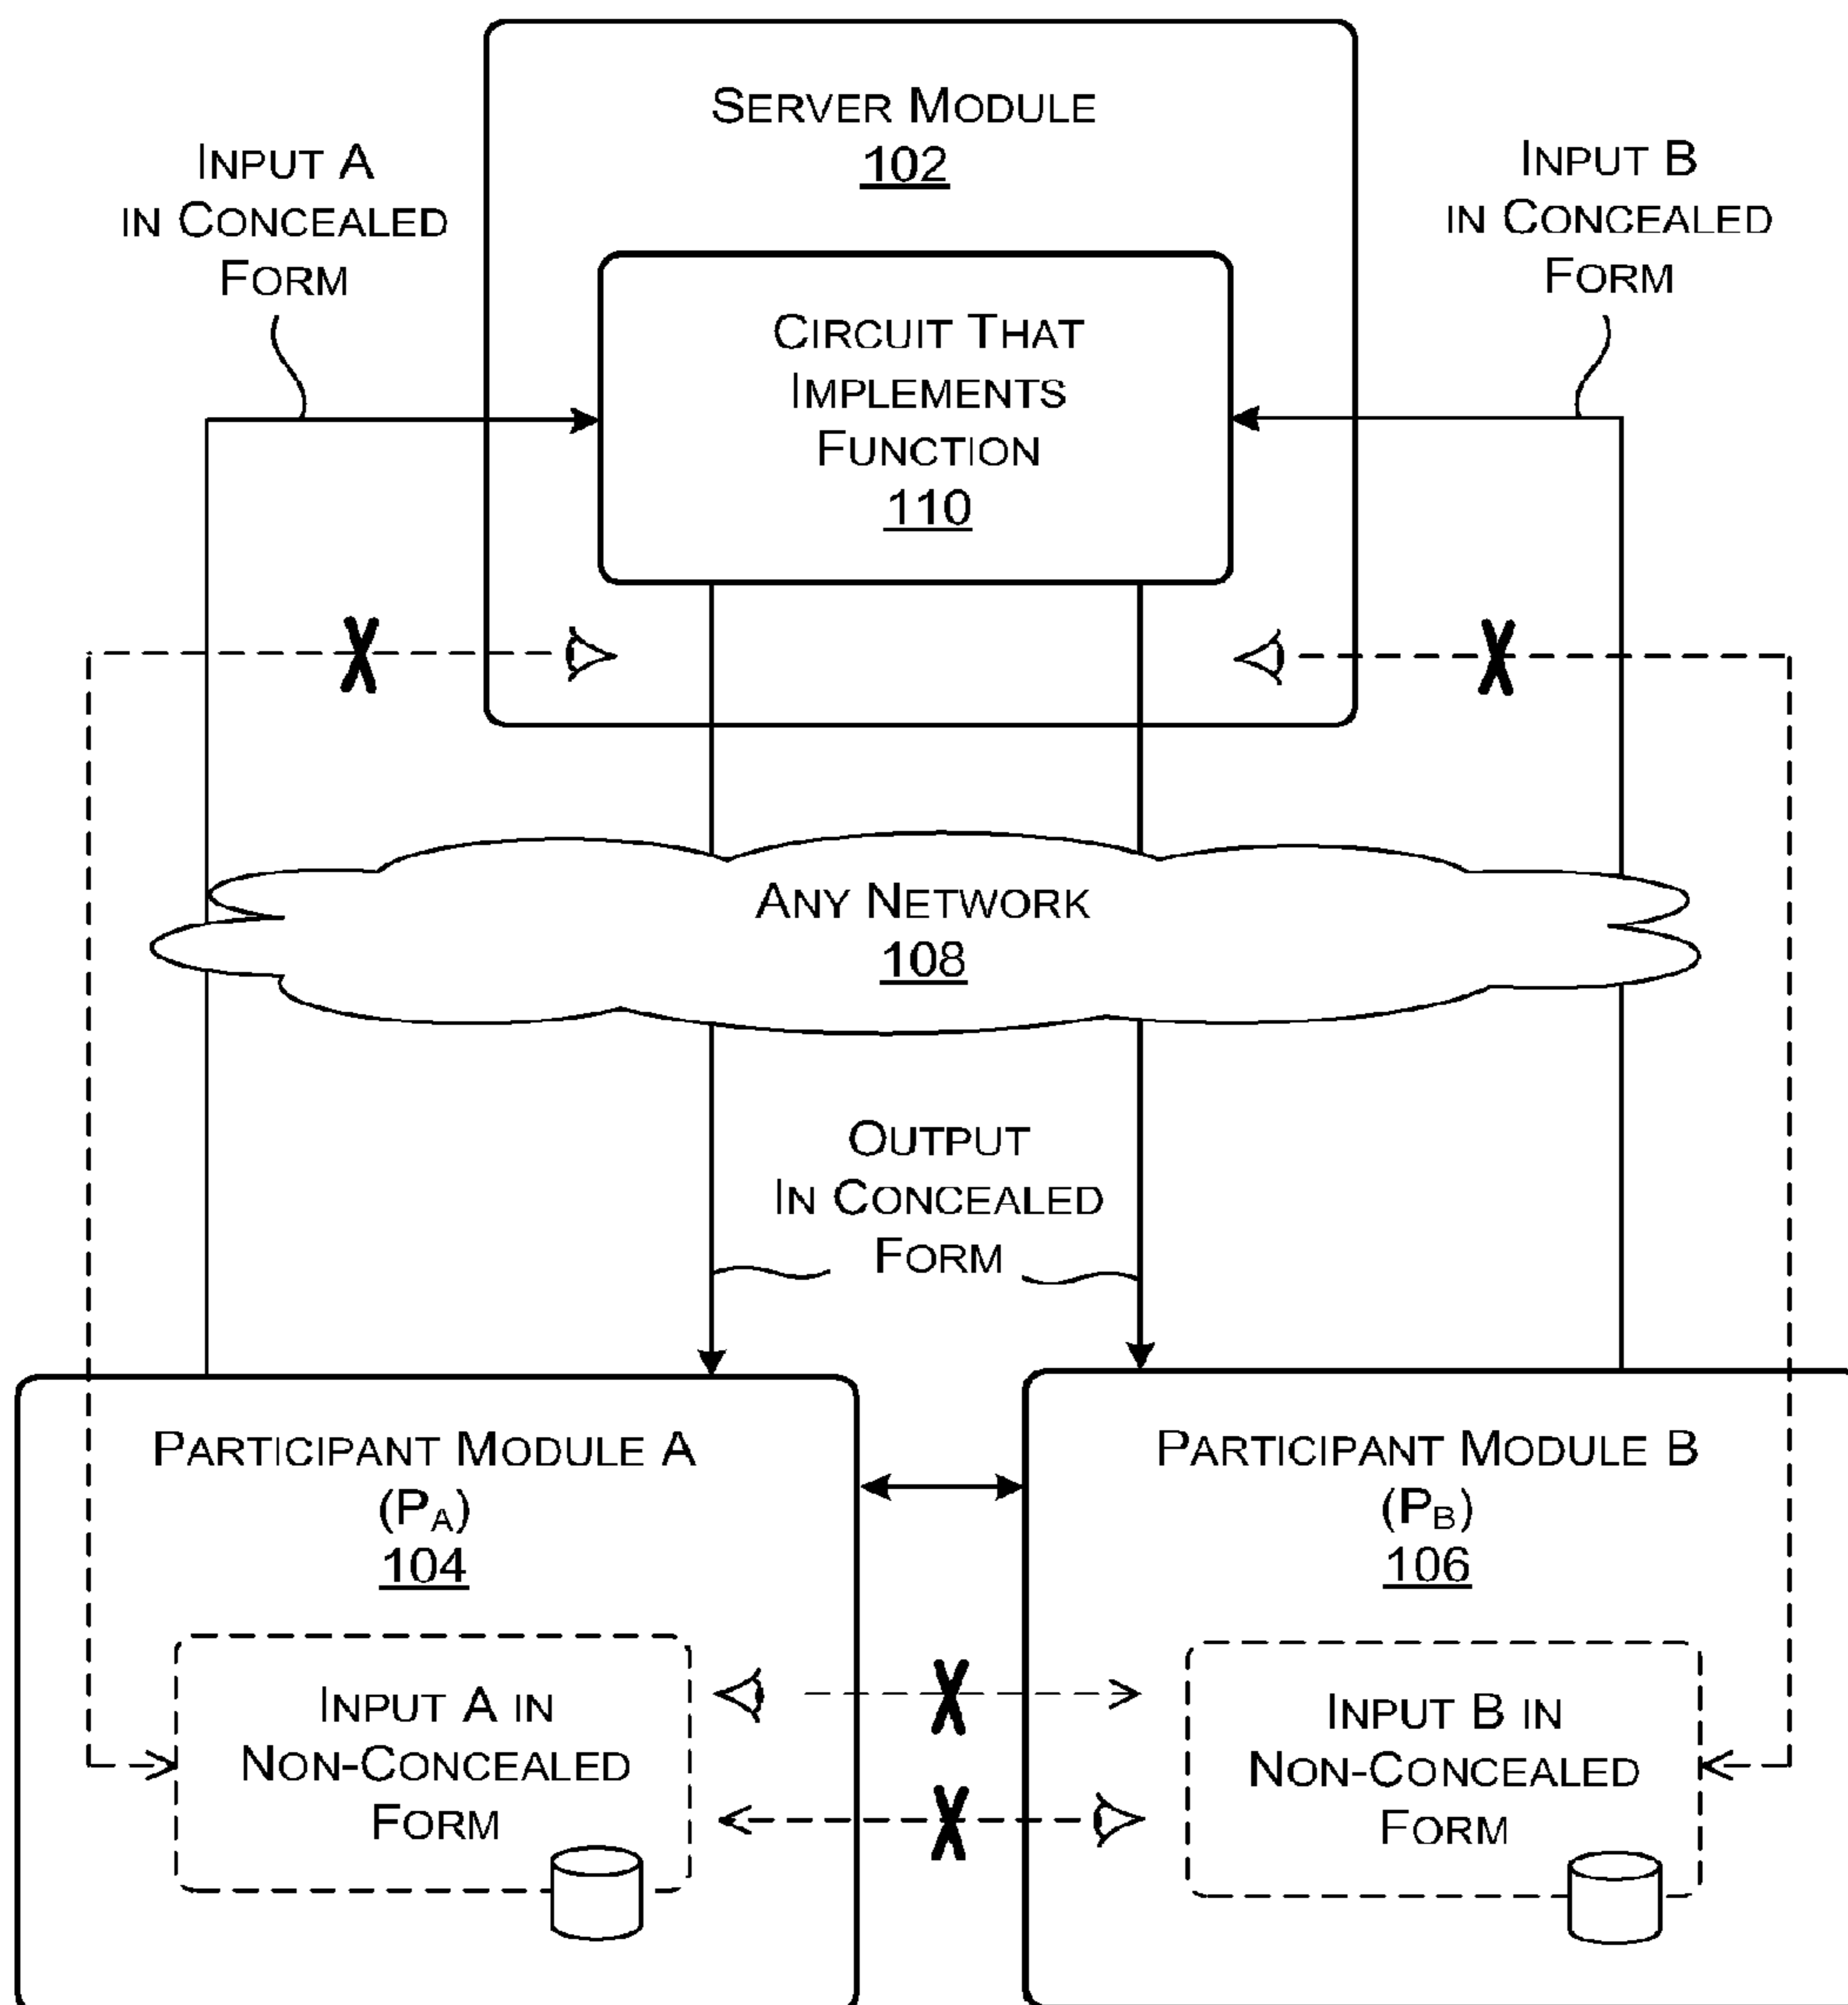 SERVER MODULE
102
INPUT A
IN CONCEALED
FORM
INPUT B
IN CONCEALED
FORM
CIRCUIT THAT
IMPLEMENTS
FUNCTION
110
X
X
ANY NETWORK
108
OUTPUT
IN CONCEALED
FORM
PARTICIPANT MODULE A
(PA)
104
PARTICIPANT MODULE B
(PB)
106
INPUT A IN
NON-CONCEALED
FORM
X
X
INPUT B IN
NON-CONCEALED
FORM